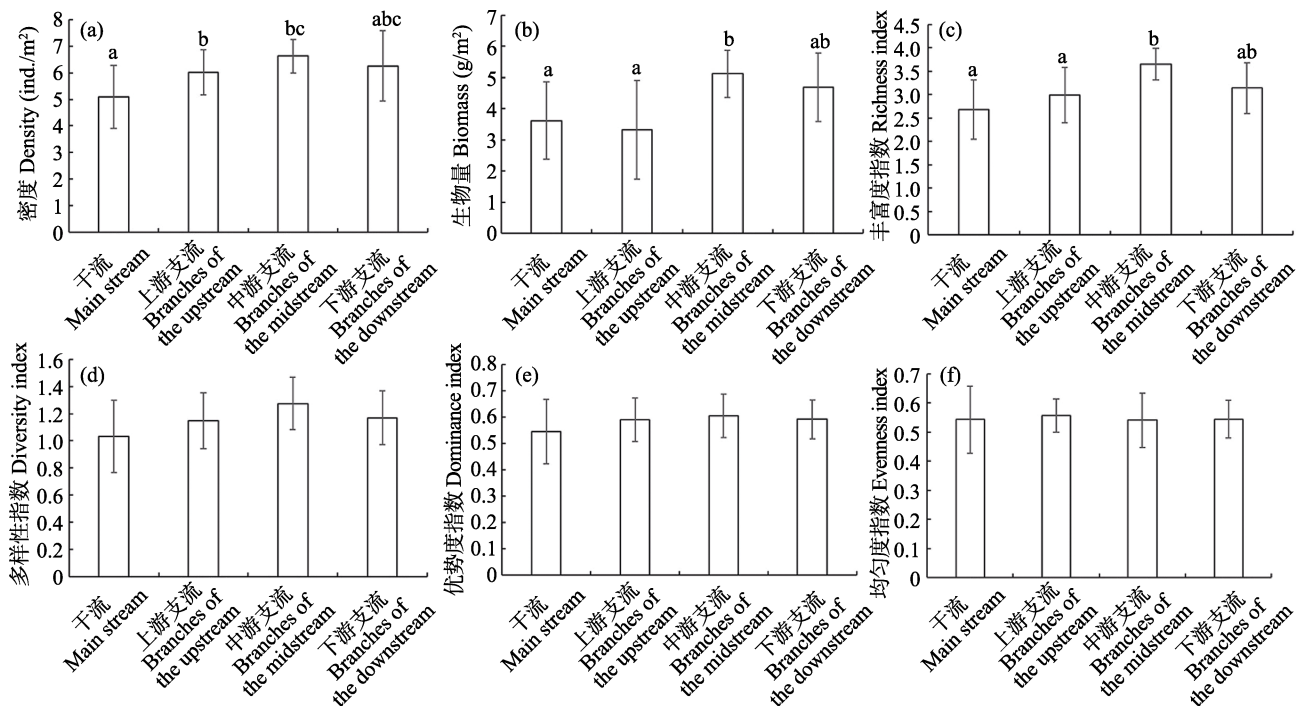 密度 Density (ind./m²)
8
7
6
5
4
3
2
1
0
(a)
a
b
bc
abc
干流
Main stream
上游支流
Branches of
the upstream
中游支流
Branches of
the midstream
下游支流
Branches of
the downstream
生物量 Biomass (g/m²)
7
6
5
4
3
2
1
0
(b)
a
a
b
ab
干流
Main stream
上游支流
Branches of
the upstream
中游支流
Branches of
the midstream
下游支流
Branches of
the downstream
丰富度指数 Richness index
4.5
4.0
3.5
3.0
2.5
2.0
1.5
1.0
0.5
0
(c)
a
a
b
ab
干流
Main stream
上游支流
Branches of
the upstream
中游支流
Branches of
the midstream
下游支流
Branches of
the downstream
多样性指数 Diversity index
1.6
1.4
1.2
1.0
0.8
0.6
0.4
0.2
0
(d)
干流
Main stream
上游支流
Branches of
the upstream
中游支流
Branches of
the midstream
下游支流
Branches of
the downstream
优势度指数 Dominance index
0.8
0.7
0.6
0.5
0.4
0.3
0.2
0.1
0
(e)
干流
Main stream
上游支流
Branches of
the upstream
中游支流
Branches of
the midstream
下游支流
Branches of
the downstream
均匀度指数 Evenness index
0.7
0.6
0.5
0.4
0.3
0.2
0.1
0
(f)
干流
Main stream
上游支流
Branches of
the upstream
中游支流
Branches of
the midstream
下游支流
Branches of
the downstream